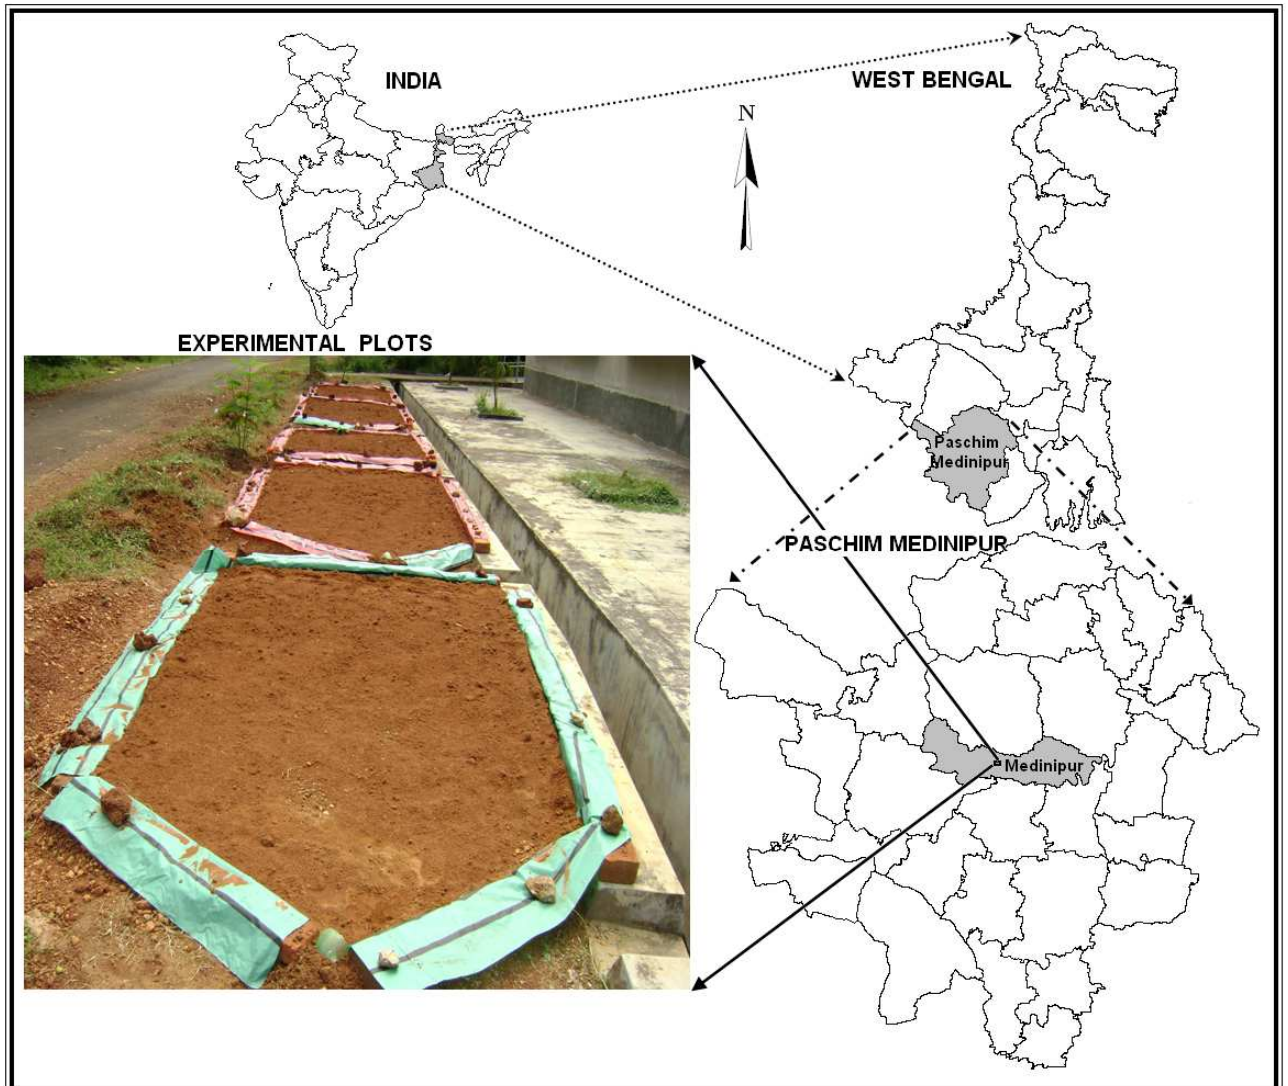 INDIA
WEST BENGAL
N
EXPERIMENTAL PLOTS
Paschim
Medinipur
PASCHIM MEDINIPUR
Medinipur